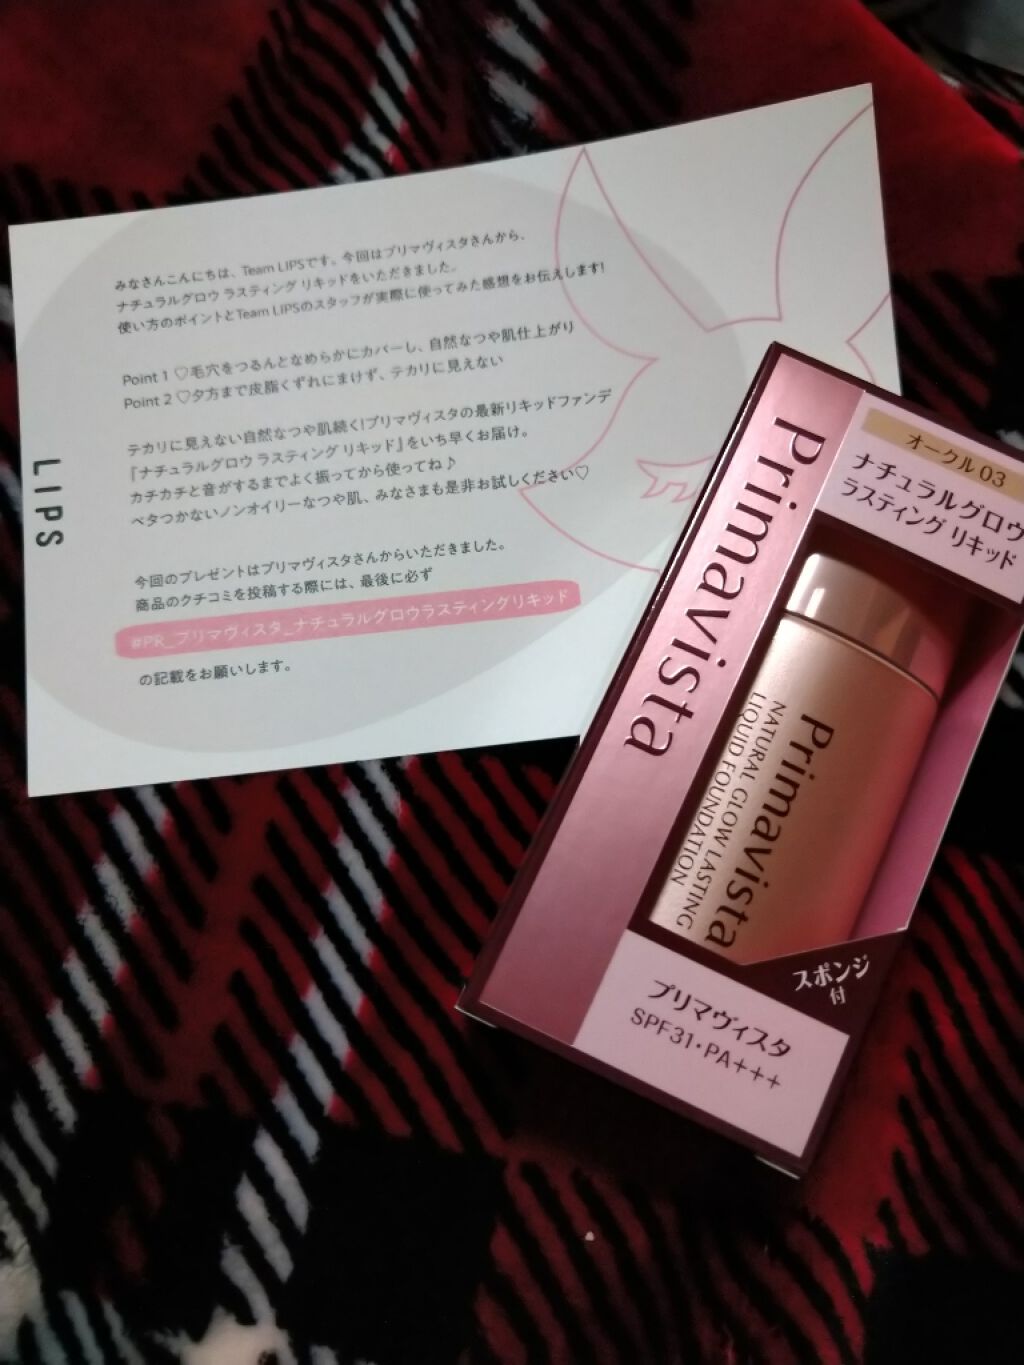 みなさんこんにちは、Team LIPSです。今回はプリマヴィスタさんから、
ナチュラルグロウ ラスティング リキッドをいただきました。
使い方のポイントとTeam LIPSのスタッフが実際に使ってみた感想をお伝えします!
Point 1 ♡毛穴をつるんとなめらかにカバーし、自然なつや肌仕上がり
Point 2 ♡夕方まで皮脂くずれにまけず、テカリに見えない
テカリに見えない自然なつや肌続く!プリマヴィスタの最新リキッドファンデ
『ナチュラルグロウ ラスティング リキッド』をいち早くお届け。
カチカチと音がするまでよく振ってから使ってね♪
ベタつかないノンオイリーなつや肌、みなさまも是非お試しください♡
今回のプレゼントはプリマヴィスタさんからいただきました。
商品のクチコミを投稿する際には、最後に必ず
#PR_プリマヴィスタ_ナチュラルグロウラスティングリキッド
の記載をお願いします。
LIPS
Primavista
オークル 03
ナチュラルグロウ
ラスティング リキッド
Primavista
NATURAL GLOW LASTING
LIQUID FOUNDATION
スポンジ
付
プリマヴィスタ
SPF31・PA+++